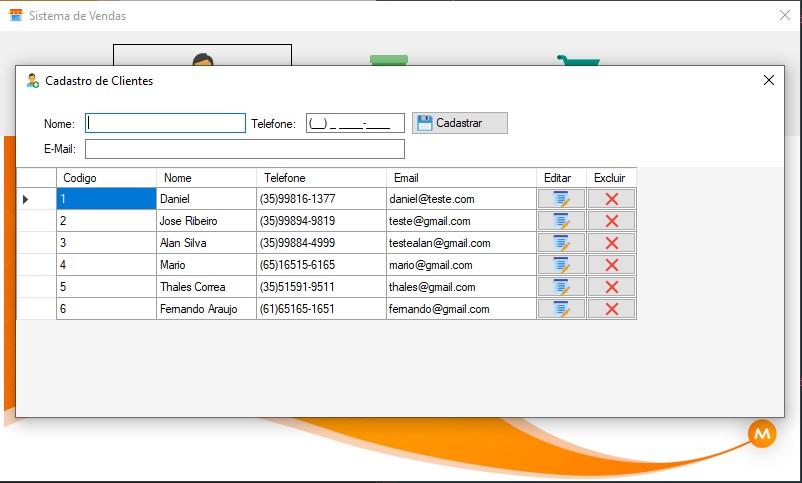 Sistema de Vendas
Cadastro de Clientes
Nome: Telefone: (__) _ ____-____ Cadastrar
E-Mail:
Codigo Nome Telefone Email Editar Excluir
1 Daniel (35)99816-1377 daniel@teste.com
2 Jose Ribeiro (35)99894-9819 teste@gmail.com
3 Alan Silva (35)99884-4999 testealan@gmail.com
4 Mario (65)16515-6165 mario@gmail.com
5 Thales Correa (35)51591-9511 thales@gmail.com
6 Fernando Araujo (61)65165-1651 fernando@gmail.com
M